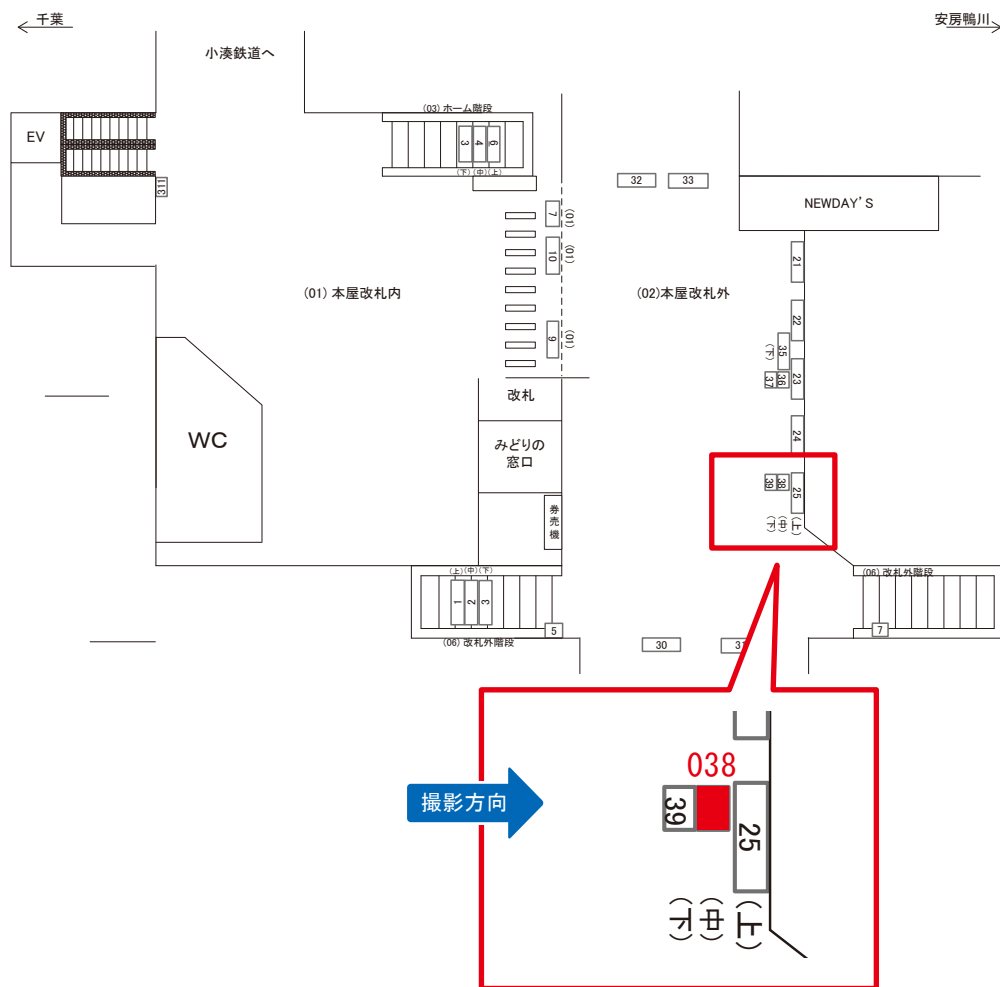 千葉
安房鴨川
小湊鉄道へ
(03) ホーム階段
EV
3
4
6
(下) (中) (上)
311
32
33
NEWDAY'S
7
(01)
10
(01)
9
(01)
21
22
35
(下)
23
36
37
24
(01) 本屋改札内
(02)本屋改札外
改札
みどりの
窓口
WC
券売機
25
38
39
(上)
(中)
(下)
(上)(中)(下)
1
2
3
5
(06) 改札外階段
(06) 改札外階段
7
30
31
038
撮影方向
39
25
(下)
(中)
(上)